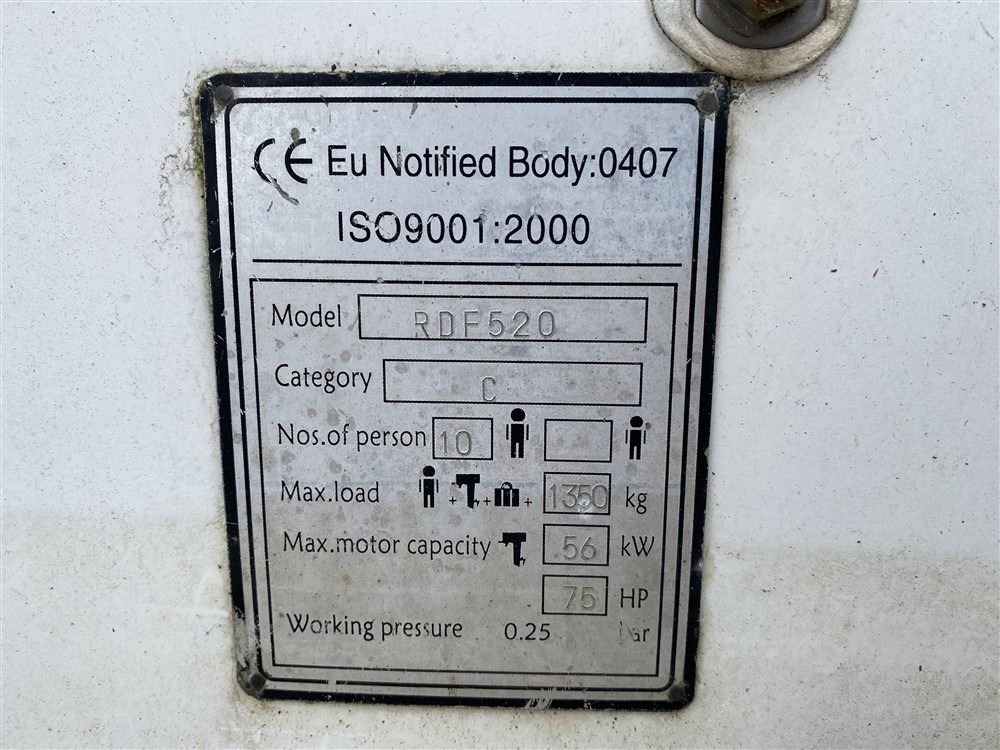 CE Eu Notified Body:0407
ISO9001:2000
Model RDF520
Category C
Nos.of person 10
Max.load + + + 1350 kg
Max.motor capacity 56 kW
75 HP
Working pressure 0.25 bar